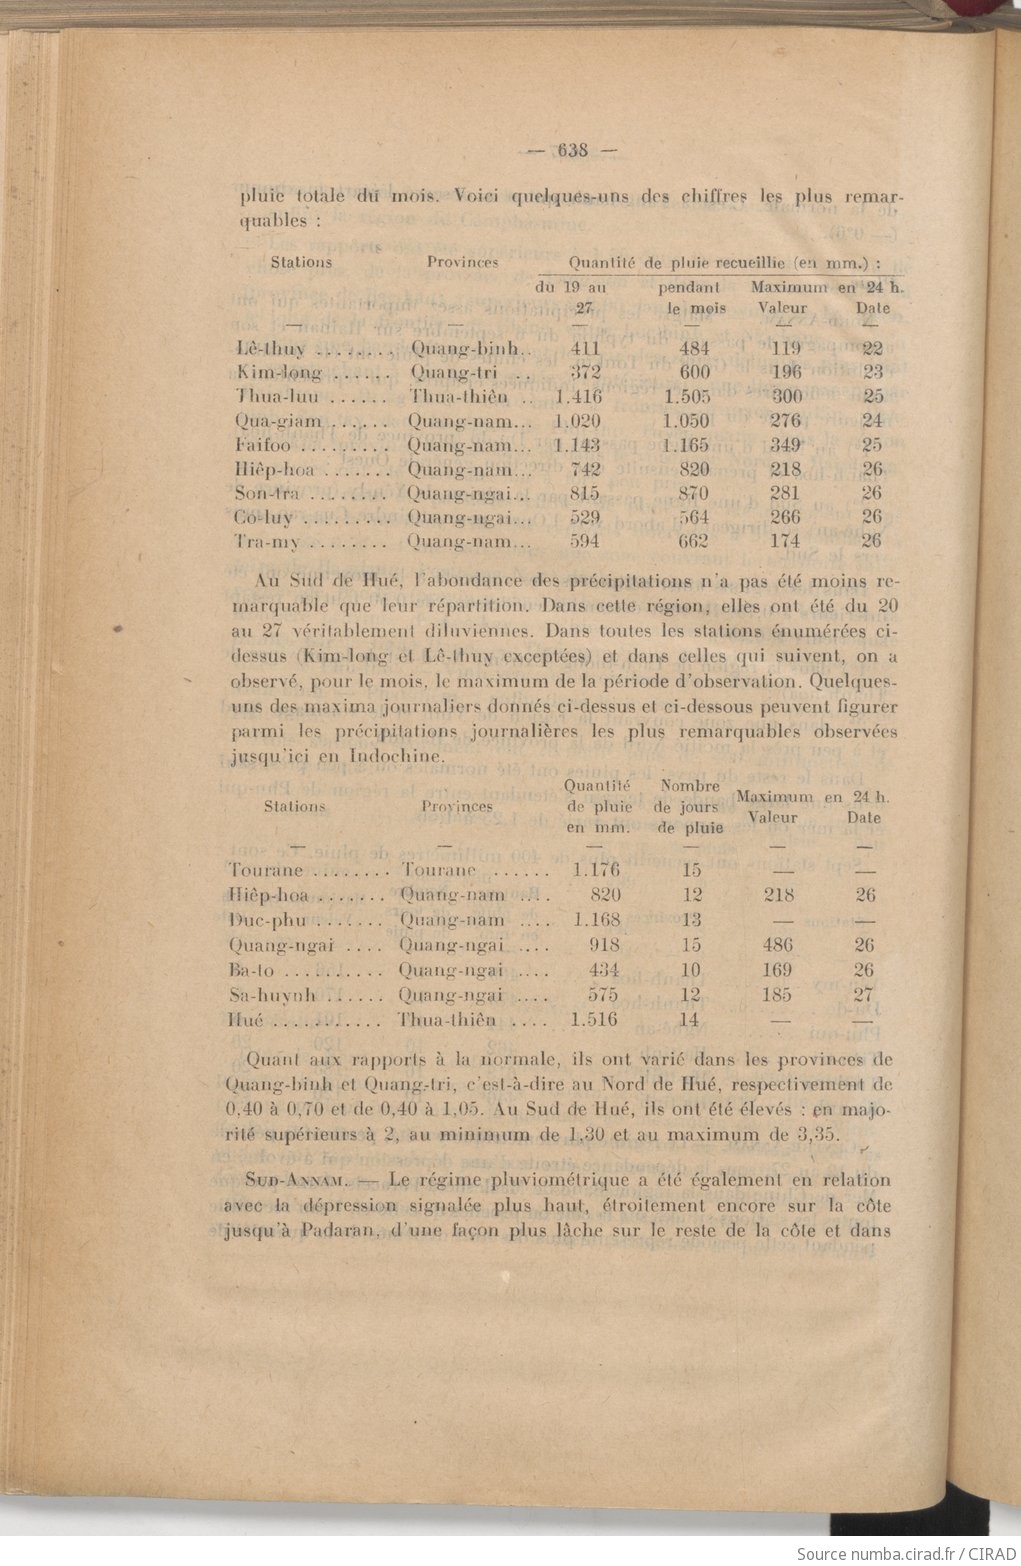 — 638 —
pluie totale du mois. Voici quelques-uns des chiffres les plus remar-
quables :
Stations Provinces Quantité de pluie recueillie (en mm.) :
du 19 au pendant Maximum en 24 h.
27 le mois Valeur Date
— — — — — —
Lê-thuy ........ Quang-binh.. 411 484 119 22
Kim-long ...... Quang-tri .. 372 600 196 23
Thua-luu ...... Thua-thiên .. 1.416 1.505 300 25
Qua-giam ...... Quang-nam... 1.020 1.050 276 24
Faifoo ......... Quang-nam... 1.143 1.165 349 25
Hiêp-hoa ....... Quang-nam... 742 820 218 26
Son-tra ........ Quang-ngai... 815 870 281 26
Co-luy ......... Quang-ngai... 529 564 266 26
Tra-my ........ Quang-nam... 594 662 174 26
Au Sud de Hué, l'abondance des précipitations n'a pas été moins re-
marquable que leur répartition. Dans cette région, elles ont été du 20
au 27 véritablement diluviennes. Dans toutes les stations énumérées ci-
dessus (Kim-long et Lê-thuy exceptées) et dans celles qui suivent, on a
observé, pour le mois, le maximum de la période d'observation. Quelques-
uns des maxima journaliers donnés ci-dessus et ci-dessous peuvent figurer
parmi les précipitations journalières les plus remarquables observées
jusqu'ici en Indochine.
Quantité Nombre
Stations Provinces de pluie de jours Maximum en 24 h.
en mm. de pluie Valeur Date
— — — — — —
Tourane ........ Tourane ...... 1.176 15 — —
Hiêp-hoa ....... Quang-nam .... 820 12 218 26
Duc-phu ....... Quang-nam .... 1.168 13 — —
Quang-ngai .... Quang-ngai .... 918 15 486 26
Ba-to .......... Quang-ngai .... 434 10 169 26
Sa-huynh ...... Quang-ngai .... 575 12 185 27
Hué ........... Thua-thiên .... 1.516 14 — —
Quant aux rapports à la normale, ils ont varié dans les provinces de
Quang-binh et Quang-tri, c'est-à-dire au Nord de Hué, respectivement de
0,40 à 0,70 et de 0,40 à 1,05. Au Sud de Hué, ils ont été élevés : en majo-
rité supérieurs à 2, au minimum de 1,30 et au maximum de 3,35.
SUD-ANNAM. — Le régime pluviométrique a été également en relation
avec la dépression signalée plus haut, étroitement encore sur la côte
jusqu'à Padaran, d'une façon plus lâche sur le reste de la côte et dans
Source numba.cirad.fr / CIRAD